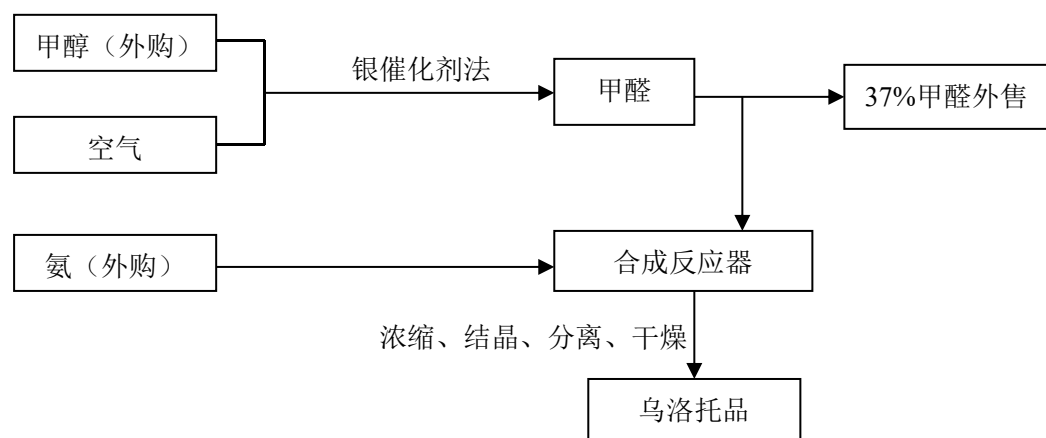 甲醇（外购）
银催化剂法
甲醛
37%甲醛外售
空气
氨（外购）
合成反应器
浓缩、结晶、分离、干燥
乌洛托品